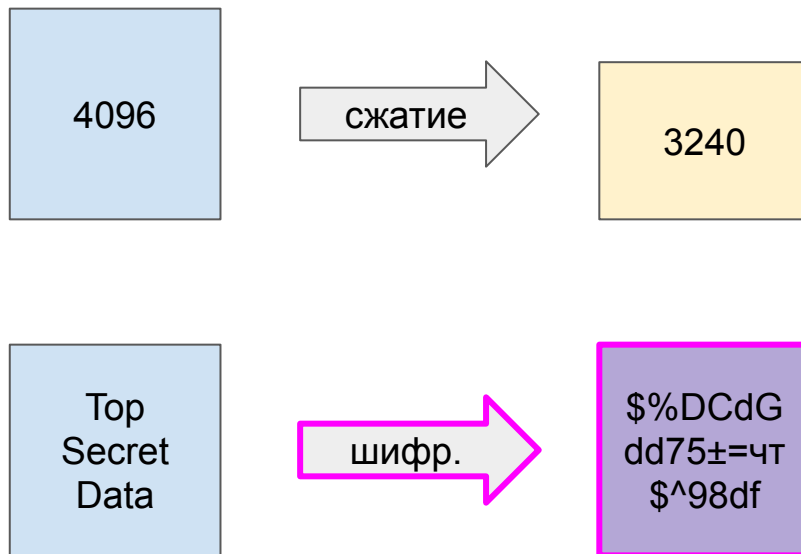 4096
сжатие
3240
Top
Secret
Data
шифр.
$%DCdG
dd75±=чт
$^98df